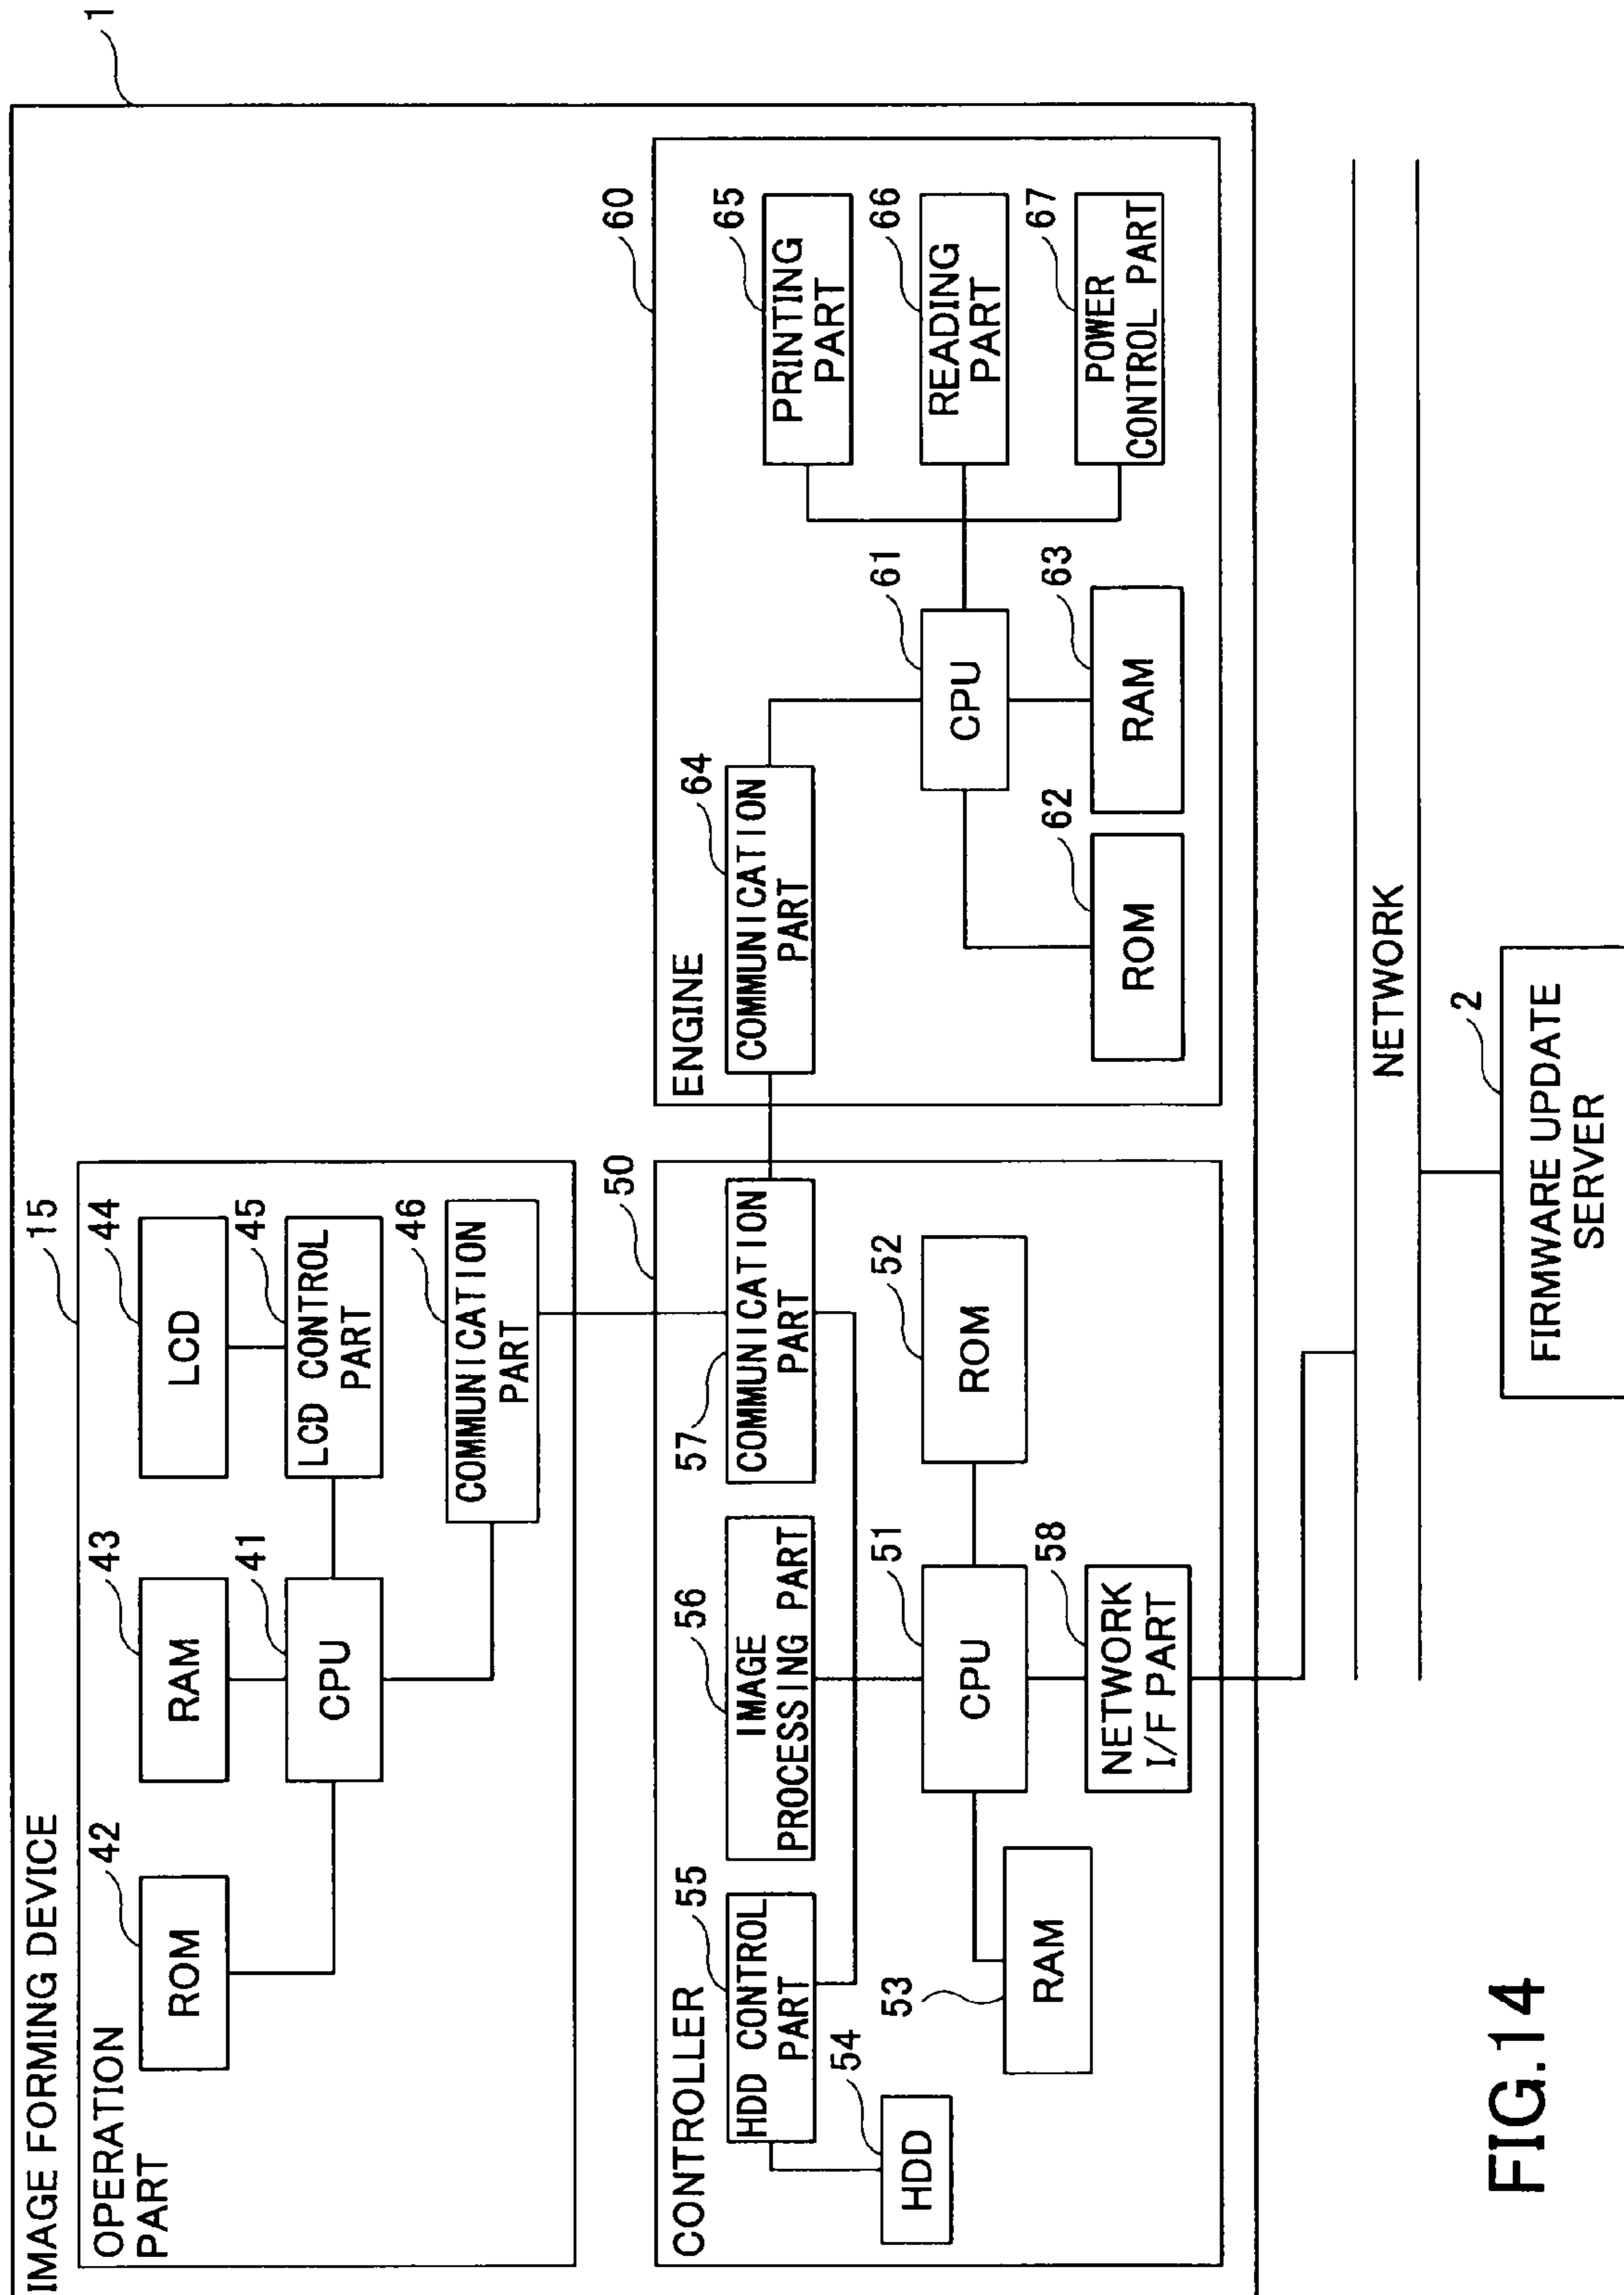 FIG.14
IMAGE FORMING DEVICE
1
OPERATION
PART
15
ROM
42
RAM
43
LCD
44
CPU
41
LCD CONTROL
PART
45
COMMUNICATION
PART
46
CONTROLLER
50
HDD CONTROL
PART
55
IMAGE
PROCESSING PART
56
COMMUNICATION
PART
57
HDD
54
RAM
53
CPU
51
ROM
52
NETWORK
I/F PART
58
ENGINE
60
COMMUNICATION
PART
64
CPU
61
ROM
62
RAM
63
PRINTING
PART
65
READING
PART
66
POWER
CONTROL PART
67
NETWORK
FIRMWARE UPDATE
SERVER
2